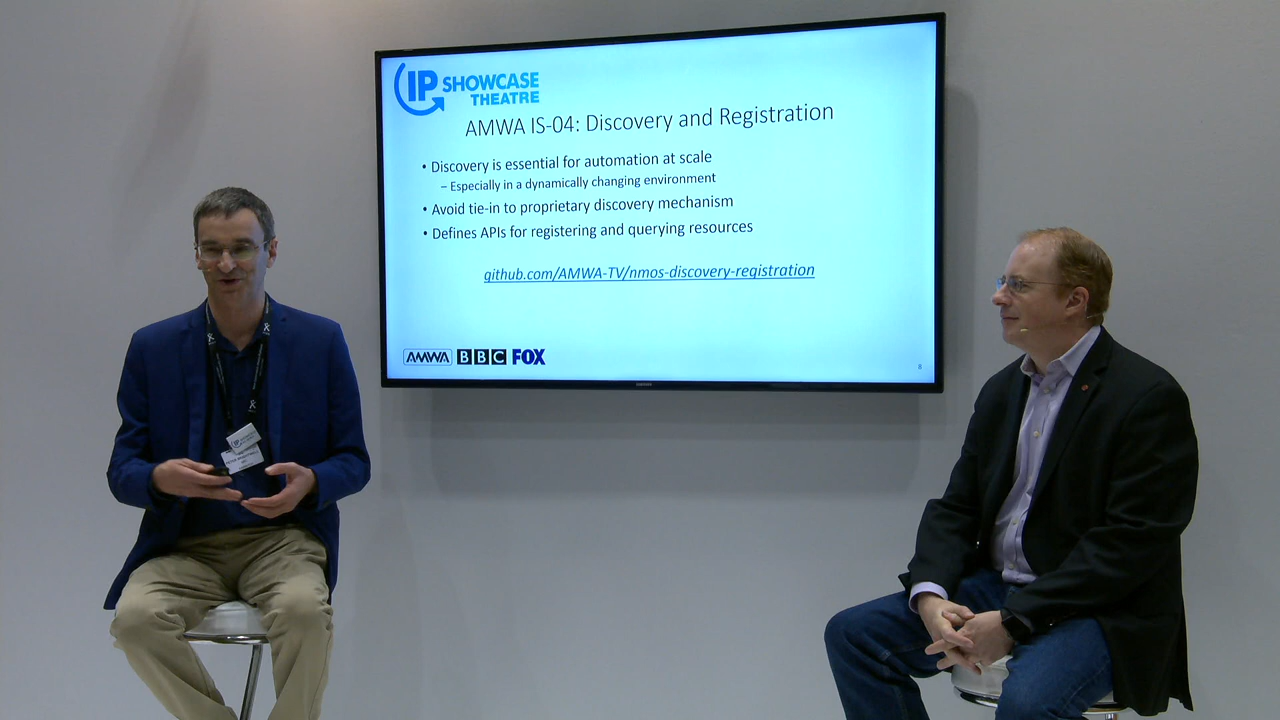 IP SHOWCASE
THEATRE
AMWA IS-04: Discovery and Registration
• Discovery is essential for automation at scale
– Especially in a dynamically changing environment
• Avoid tie-in to proprietary discovery mechanism
• Defines APIs for registering and querying resources
github.com/AMWA-TV/nmos-discovery-registration
AMWA BBC FOX
8